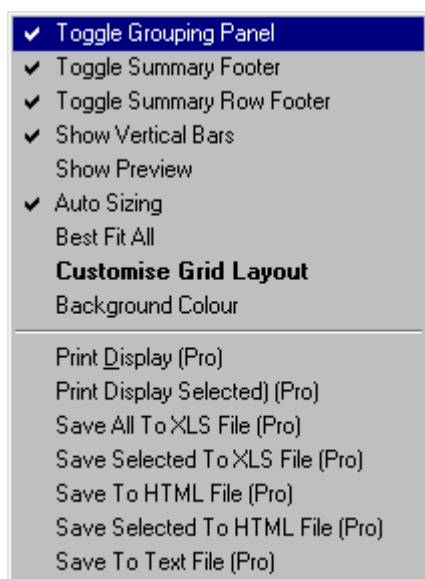 Toggle Grouping Panel
Toggle Summary Footer
Toggle Summary Row Footer
Show Vertical Bars
Show Preview
Auto Sizing
Best Fit All
Customise Grid Layout
Background Colour
Print Display (Pro)
Print Display Selected) (Pro)
Save All To XLS File (Pro)
Save Selected To XLS File (Pro)
Save To HTML File (Pro)
Save Selected To HTML File (Pro)
Save To Text File (Pro)